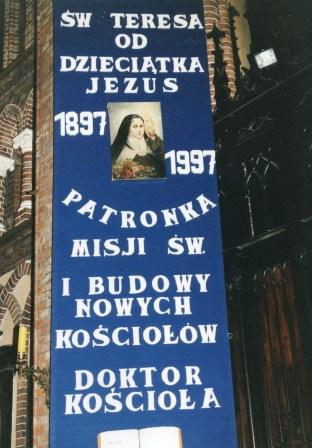 ŚW TERESA
OD
DZIECIĄTKA
JEZUS
1897
1997
PATRONKA
MISJI ŚW.
I BUDOWY
NOWYCH
KOŚCIOŁÓW
DOKTOR
KOŚCIOŁA